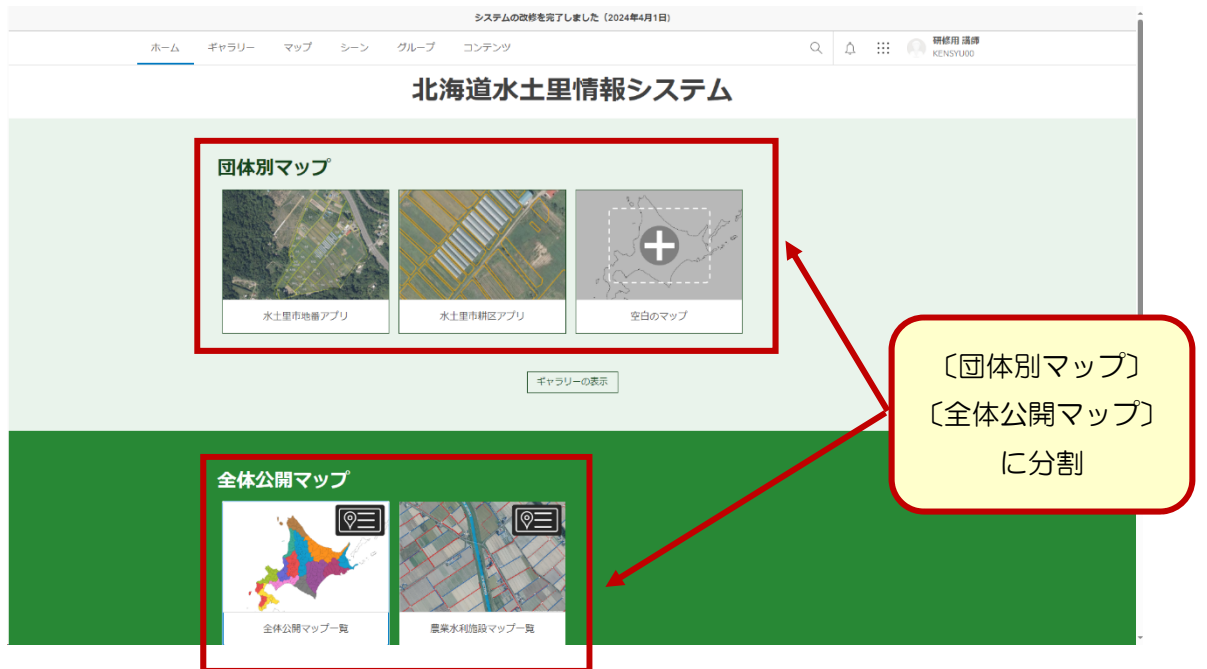 システムの改修を完了しました（2024年4月1日)
ホーム ギャラリー マップ シーン グループ コンテンツ
研修用 講師
KENSYU00
北海道水土里情報システム
団体別マップ
水土里市地番アプリ 水土里市耕区アプリ 空白のマップ
ギャラリーの表示
〔団体別マップ〕
〔全体公開マップ〕
に分割
全体公開マップ
全体公開マップ一覧 農業水利施設マップ一覧